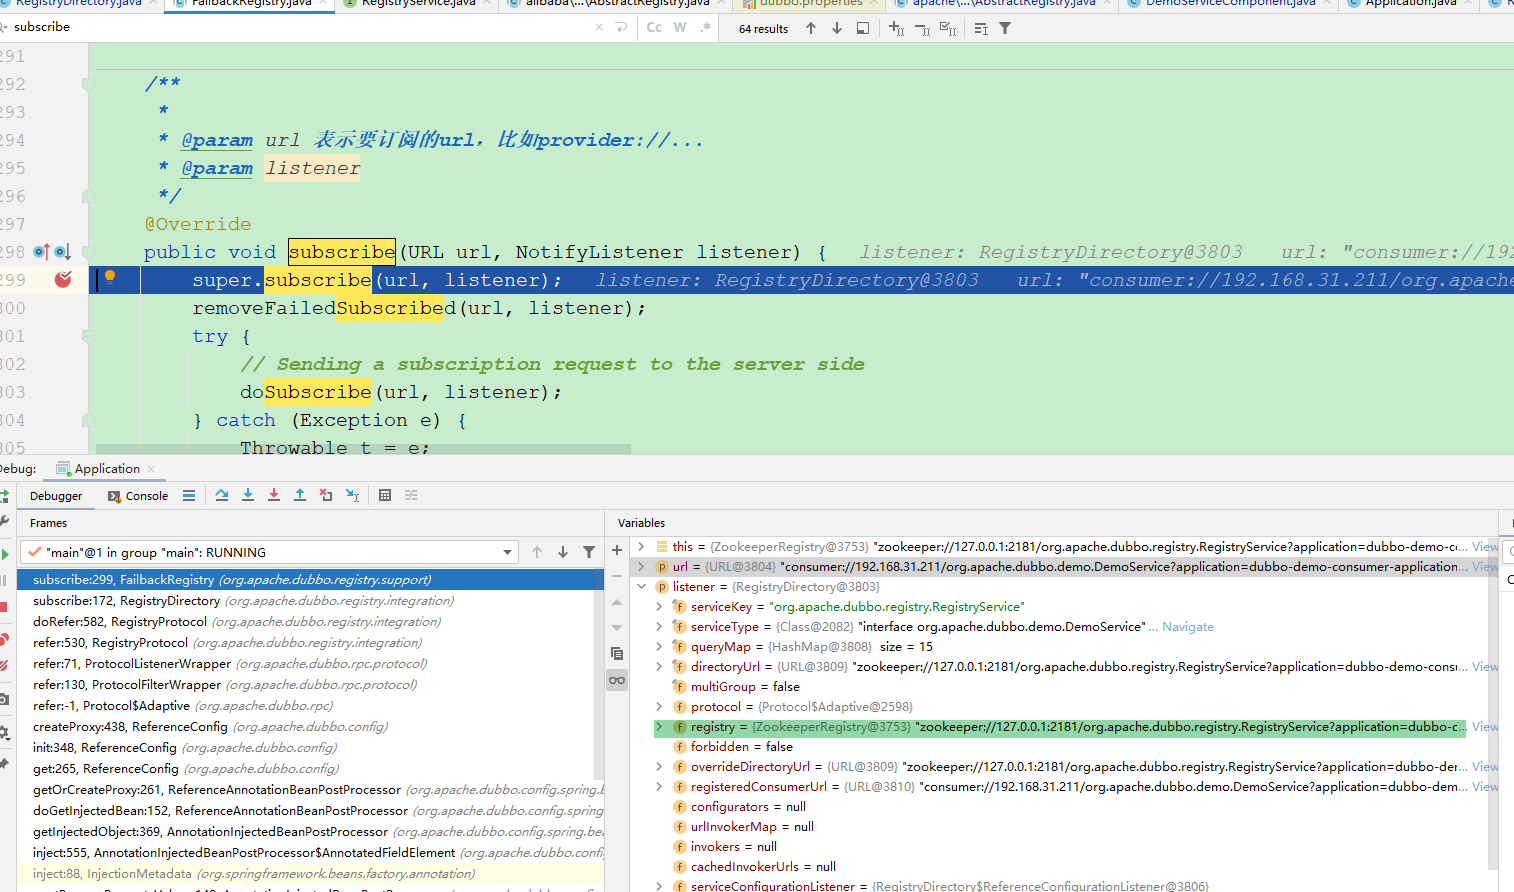 RegistryDirectory.java
FailbackRegistry.java
RegistryService.java
alibaba\...\AbstractRegistry.java
dubbo.properties
apache\...\AbstractRegistry.java
DemoServiceComponent.java
Application.java
subscribe
Cc W .*
64 results
291
292 /**
293 *
294 * @param url 表示要订阅的url，比如provider://...
295 * @param listener
296 */
297 @Override
298 public void subscribe(URL url, NotifyListener listener) { listener: RegistryDirectory@3803 url: "consumer://192
299 super.subscribe(url, listener); listener: RegistryDirectory@3803 url: "consumer://192.168.31.211/org.apache
300 removeFailedSubscribed(url, listener);
301 try {
302 // Sending a subscription request to the server side
303 doSubscribe(url, listener);
304 } catch (Exception e) {
305 Throwable t = e;
Debug: Application
Debugger Console
Frames
"main"@1 in group "main": RUNNING
subscribe:299, FailbackRegistry (org.apache.dubbo.registry.support)
subscribe:172, RegistryDirectory (org.apache.dubbo.registry.integration)
doRefer:582, RegistryProtocol (org.apache.dubbo.registry.integration)
refer:530, RegistryProtocol (org.apache.dubbo.registry.integration)
refer:71, ProtocolListenerWrapper (org.apache.dubbo.rpc.protocol)
refer:130, ProtocolFilterWrapper (org.apache.dubbo.rpc.protocol)
refer:-1, Protocol$Adaptive (org.apache.dubbo.rpc)
createProxy:438, ReferenceConfig (org.apache.dubbo.config)
init:348, ReferenceConfig (org.apache.dubbo.config)
get:265, ReferenceConfig (org.apache.dubbo.config)
getOrCreateProxy:261, ReferenceAnnotationBeanPostProcessor (org.apache.dubbo.config.spring.b
doGetInjectedBean:152, ReferenceAnnotationBeanPostProcessor (org.apache.dubbo.config.spring
getInjectedObject:369, AnnotationInjectedBeanPostProcessor (org.apache.dubbo.config.spring.be
inject:555, AnnotationInjectedBeanPostProcessor$AnnotatedFieldElement (org.apache.dubbo.confi
inject:88, InjectionMetadata (org.springframework.beans.factory.annotation)
Variables
this = {ZookeeperRegistry@3753} "zookeeper://127.0.0.1:2181/org.apache.dubbo.registry.RegistryService?application=dubbo-demo-c... View
url = {URL@3804} "consumer://192.168.31.211/org.apache.dubbo.demo.DemoService?application=dubbo-demo-consumer-application... View
listener = {RegistryDirectory@3803}
serviceKey = "org.apache.dubbo.registry.RegistryService"
serviceType = {Class@2082} "interface org.apache.dubbo.demo.DemoService"... Navigate
queryMap = {HashMap@3808} size = 15
directoryUrl = {URL@3809} "zookeeper://127.0.0.1:2181/org.apache.dubbo.registry.RegistryService?application=dubbo-demo-cons... View
multiGroup = false
protocol = {Protocol$Adaptive@2598}
registry = {ZookeeperRegistry@3753} "zookeeper://127.0.0.1:2181/org.apache.dubbo.registry.RegistryService?application=dubbo-c... View
forbidden = false
overrideDirectoryUrl = {URL@3809} "zookeeper://127.0.0.1:2181/org.apache.dubbo.registry.RegistryService?application=dubbo-der... View
registeredConsumerUrl = {URL@3810} "consumer://192.168.31.211/org.apache.dubbo.demo.DemoService?application=dubbo-dem... View
configurators = null
urlInvokerMap = null
invokers = null
cachedInvokerUrls = null
serviceConfigurationListener = {RegistryDirectory$ReferenceConfigurationListener@3806}